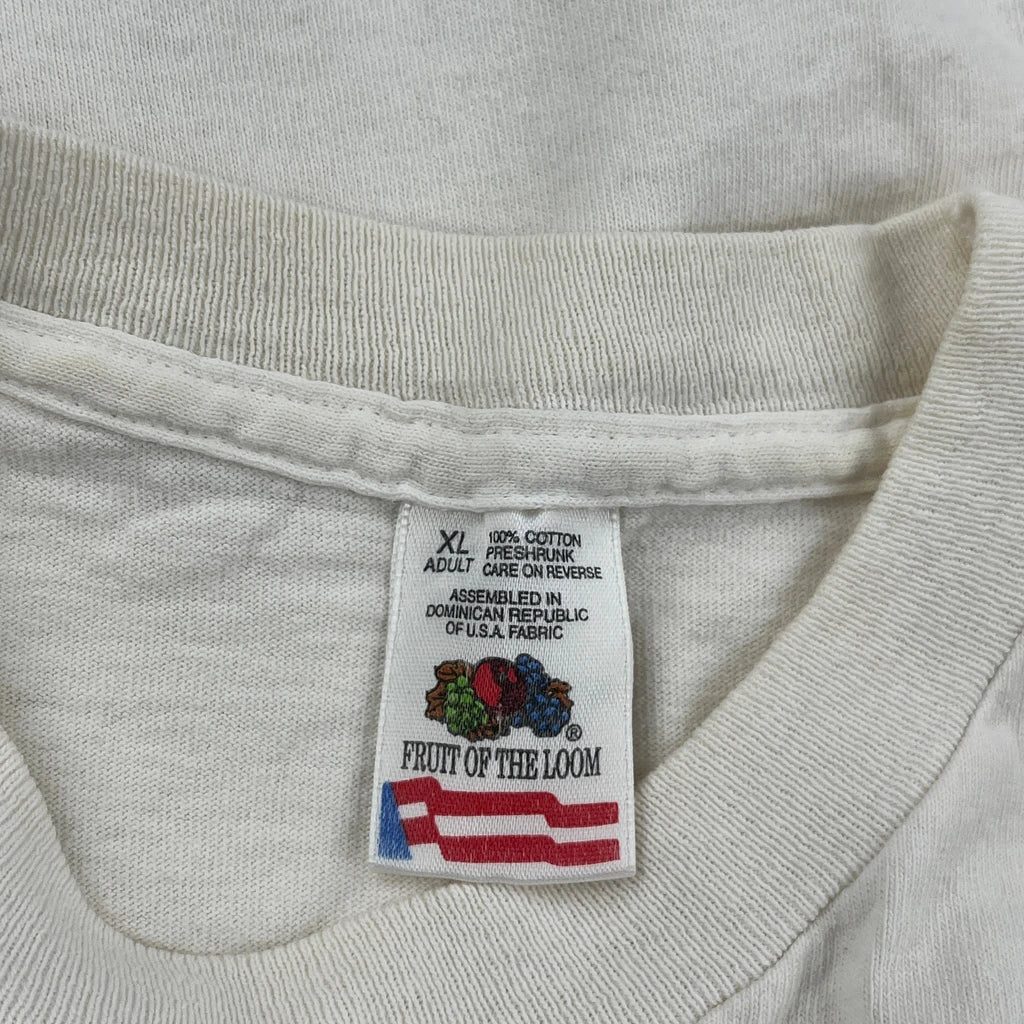 XL
ADULT
100% COTTON
PRESHRUNK
CARE ON REVERSE
ASSEMBLED IN
DOMINICAN REPUBLIC
OF U.S.A. FABRIC
®
FRUIT OF THE LOOM